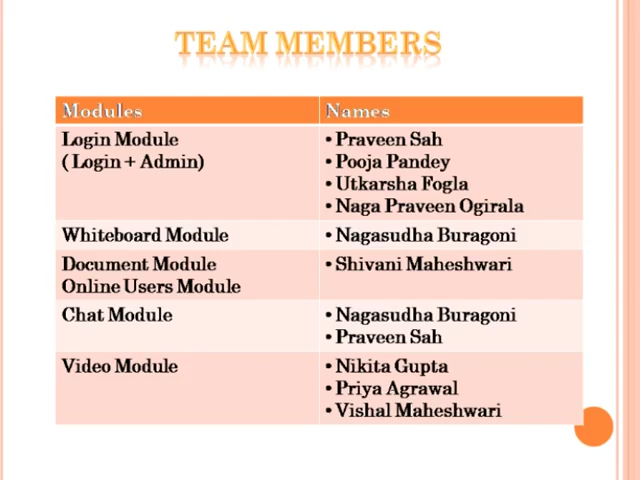 TEAM MEMBERS
Modules Names
Login Module • Praveen Sah
( Login + Admin) • Pooja Pandey
• Utkarsha Fogla
• Naga Praveen Ogirala
Whiteboard Module • Nagasudha Buragoni
Document Module • Shivani Maheshwari
Online Users Module
Chat Module • Nagasudha Buragoni
• Praveen Sah
Video Module • Nikita Gupta
• Priya Agrawal
• Vishal Maheshwari